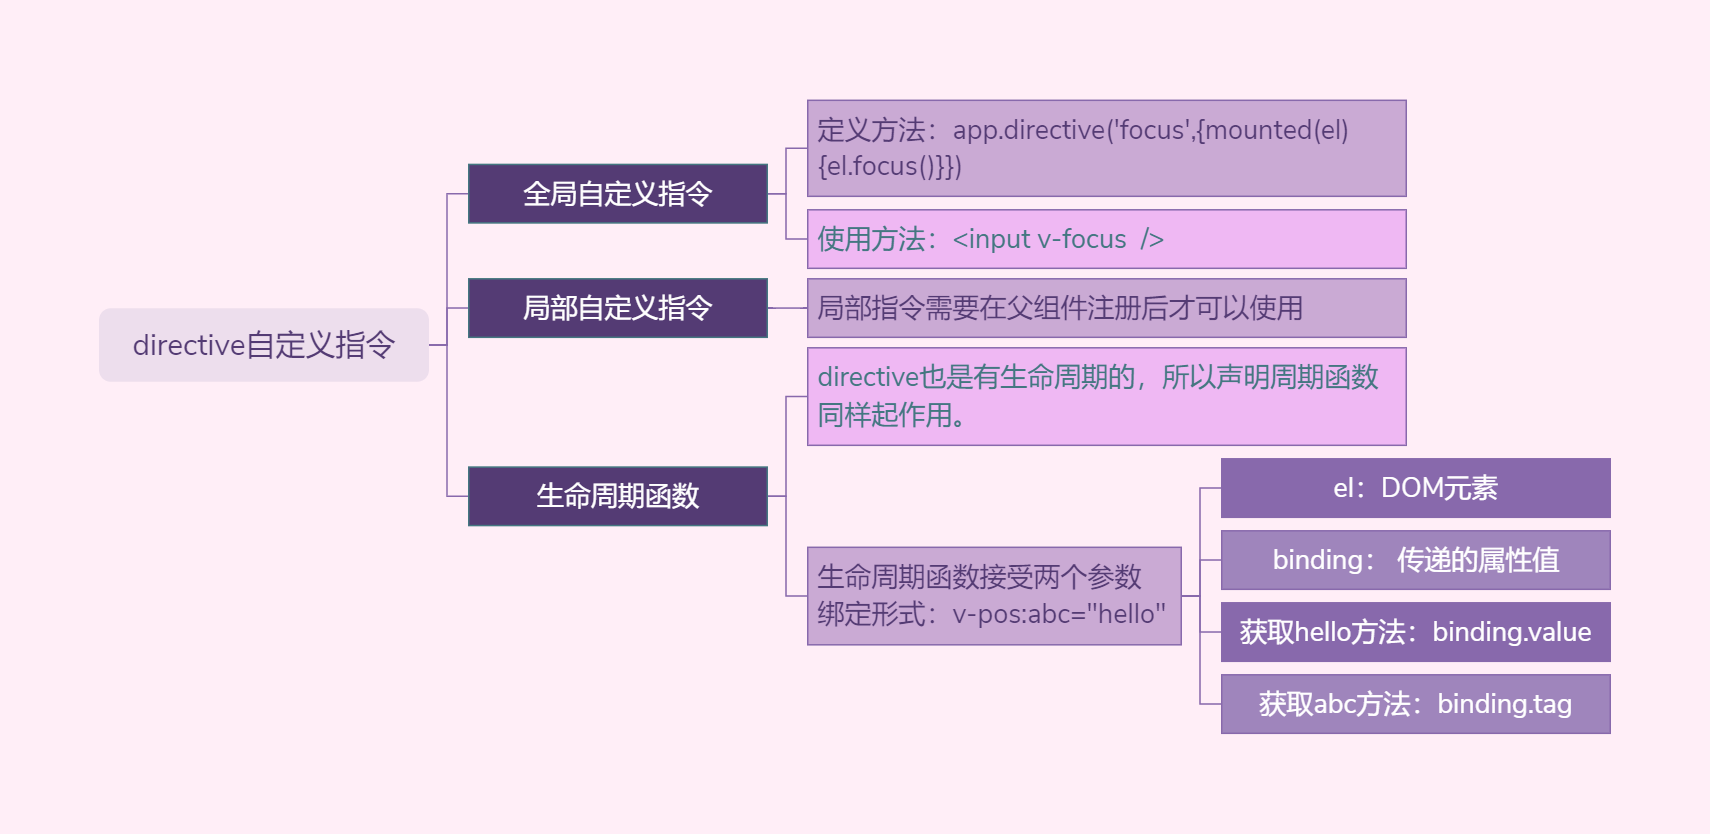 directive自定义指令
全局自定义指令
定义方法：app.directive('focus',{mounted(el)
{el.focus()}})
使用方法：<input v-focus  />
局部自定义指令
局部指令需要在父组件注册后才可以使用
生命周期函数
directive也是有生命周期的，所以声明周期函数
同样起作用。
生命周期函数接受两个参数
绑定形式：v-pos:abc="hello"
el：DOM元素
binding： 传递的属性值
获取hello方法：binding.value
获取abc方法：binding.tag